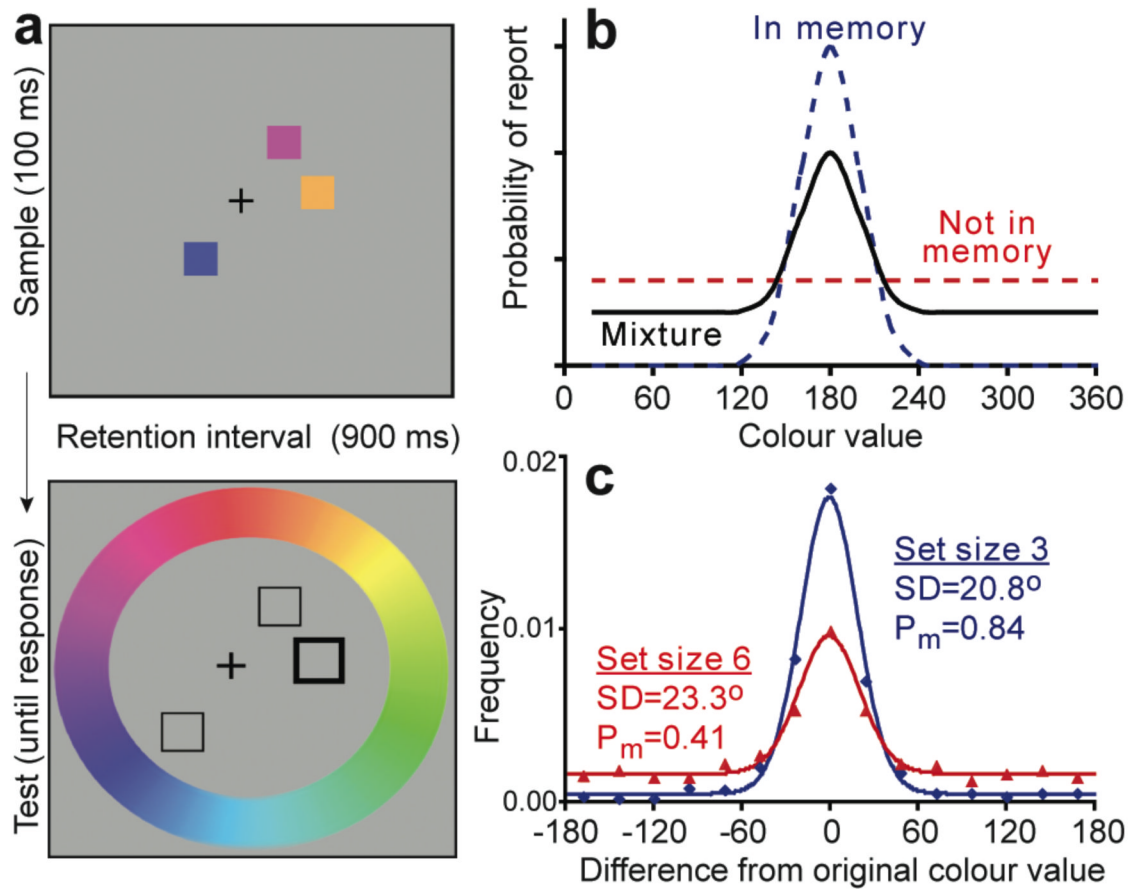 a
Sample (100 ms)
Retention interval (900 ms)
Test (until response)
b
In memory
Not in
memory
Mixture
Probability of report
0 60 120 180 240 300 360
Colour value
c
0.02
0.01
0.00
Frequency
Set size 3
SD=20.8º
Pm=0.84
Set size 6
SD=23.3º
Pm=0.41
-180 -120 -60 0 60 120 180
Difference from original colour value